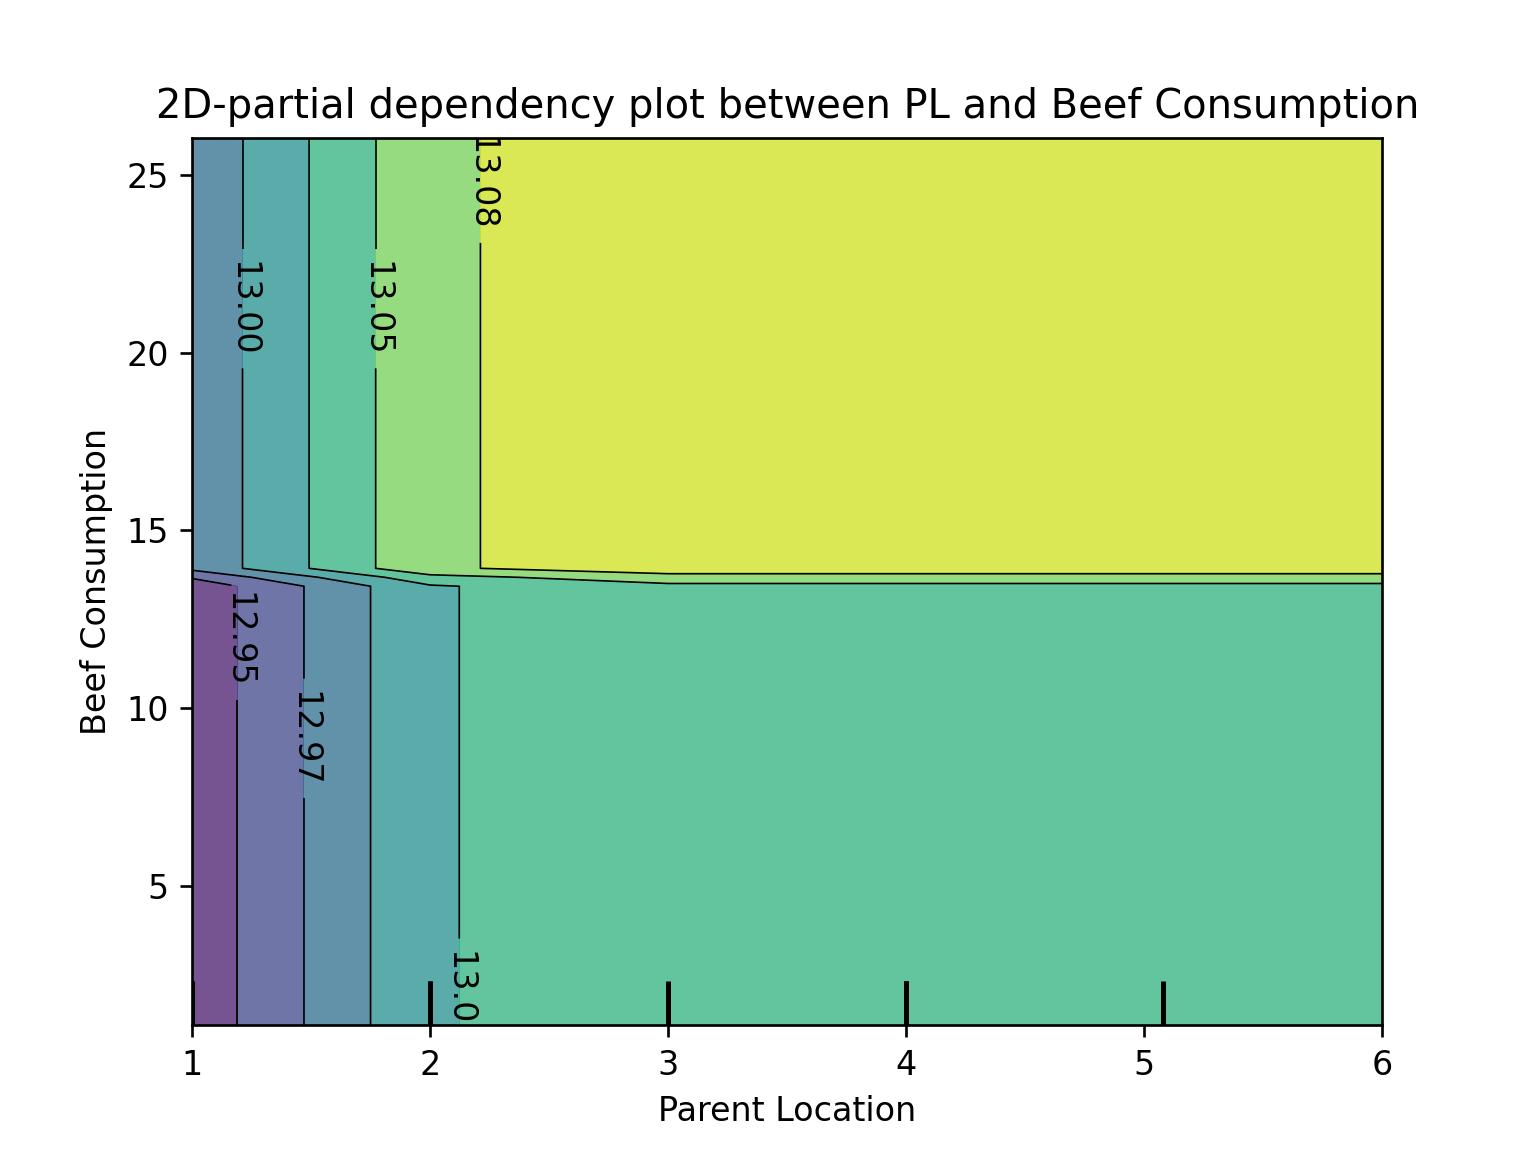 2D-partial dependency plot between PL and Beef Consumption
25
20
15
10
5
Beef Consumption
13.08
13.00
13.05
12.95
12.97
13.0
1 2 3 4 5 6
Parent Location